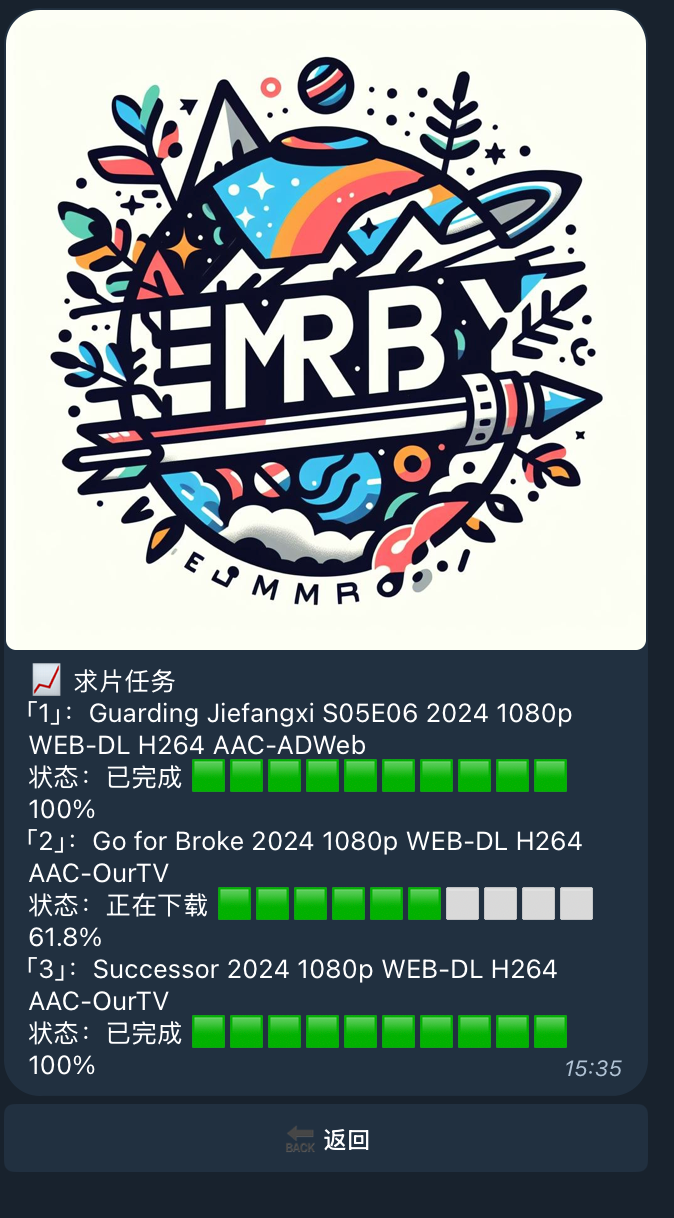 EMRBY
📈 求片任务
「1」：Guarding Jiefangxi S05E06 2024 1080p
WEB-DL H264 AAC-ADWeb
状态：已完成 🟩🟩🟩🟩🟩🟩🟩🟩🟩🟩
100%
「2」：Go for Broke 2024 1080p WEB-DL H264
AAC-OurTV
状态：正在下载 🟩🟩🟩🟩🟩🟩⬜⬜⬜⬜
61.8%
「3」：Successor 2024 1080p WEB-DL H264
AAC-OurTV
状态：已完成 🟩🟩🟩🟩🟩🟩🟩🟩🟩🟩
100%
15:35
🔙 返回